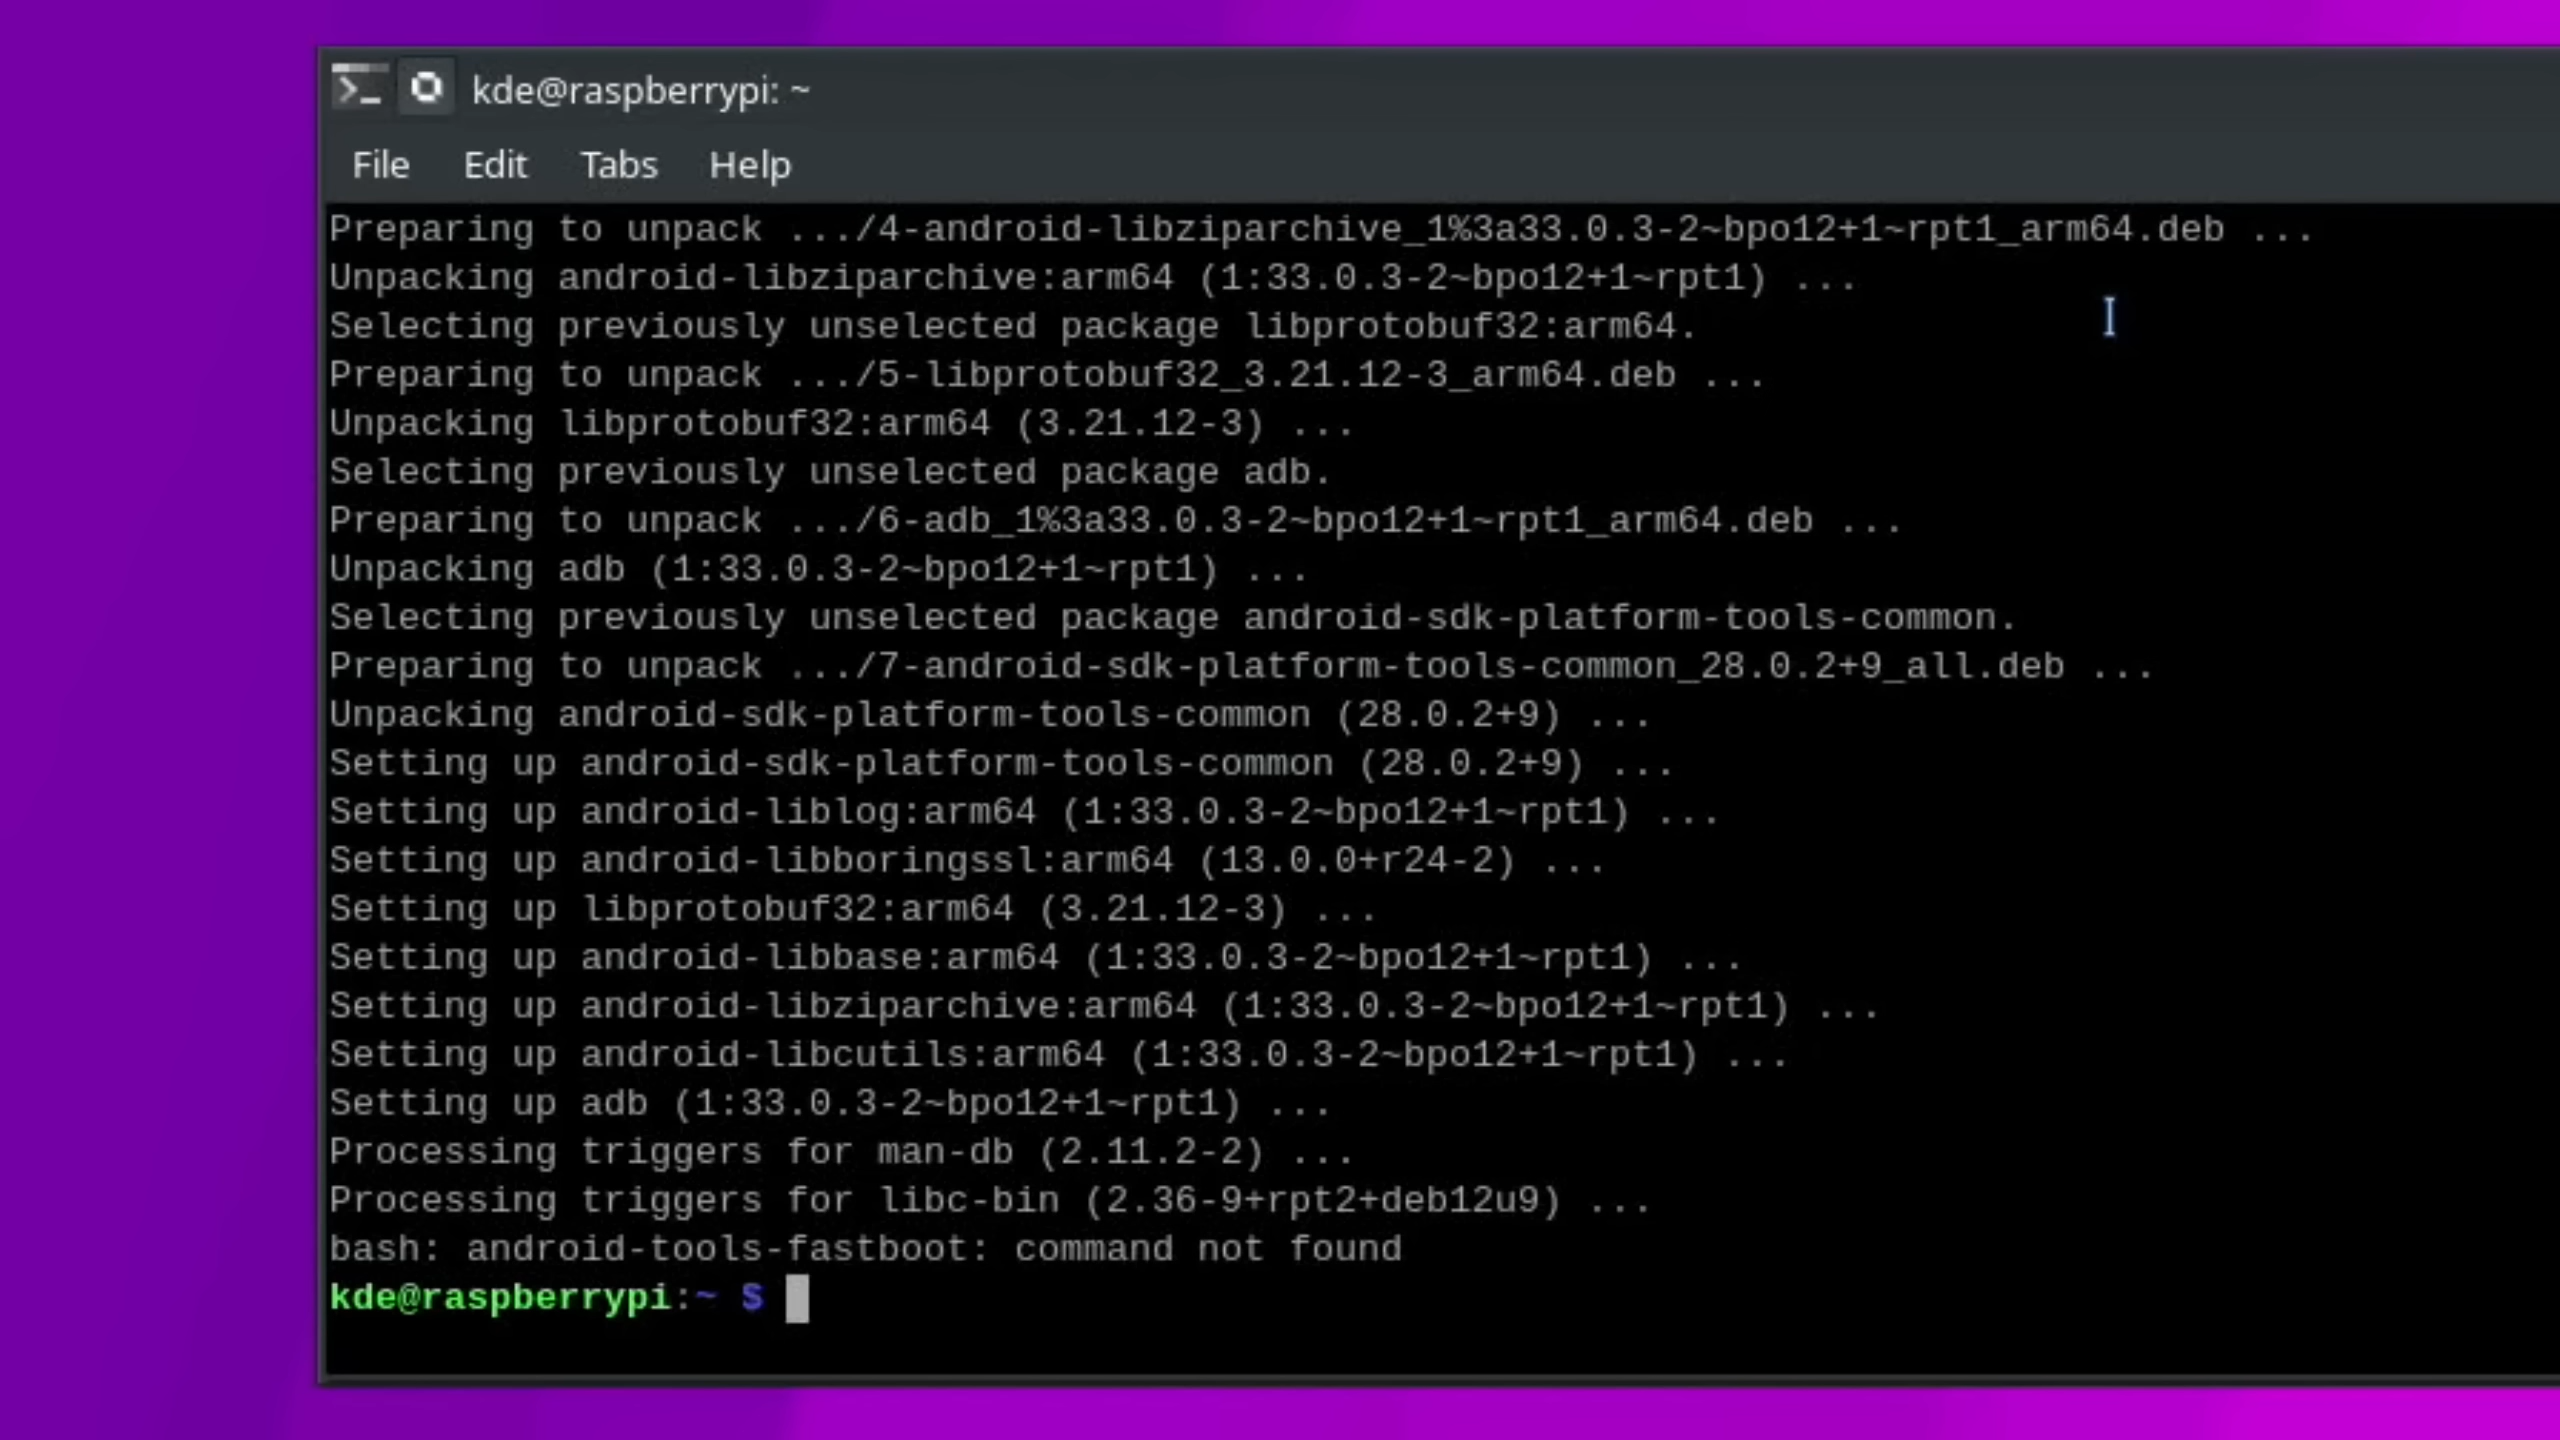 kde@raspberrypi: ~
File Edit Tabs Help
Preparing to unpack .../4-android-libziparchive_1%3a33.0.3-2~bpo12+1~rpt1_arm64.deb ...
Unpacking android-libziparchive:arm64 (1:33.0.3-2~bpo12+1~rpt1) ...
Selecting previously unselected package libprotobuf32:arm64.
Preparing to unpack .../5-libprotobuf32_3.21.12-3_arm64.deb ...
Unpacking libprotobuf32:arm64 (3.21.12-3) ...
Selecting previously unselected package adb.
Preparing to unpack .../6-adb_1%3a33.0.3-2~bpo12+1~rpt1_arm64.deb ...
Unpacking adb (1:33.0.3-2~bpo12+1~rpt1) ...
Selecting previously unselected package android-sdk-platform-tools-common.
Preparing to unpack .../7-android-sdk-platform-tools-common_28.0.2+9_all.deb ...
Unpacking android-sdk-platform-tools-common (28.0.2+9) ...
Setting up android-sdk-platform-tools-common (28.0.2+9) ...
Setting up android-liblog:arm64 (1:33.0.3-2~bpo12+1~rpt1) ...
Setting up android-libboringssl:arm64 (13.0.0+r24-2) ...
Setting up libprotobuf32:arm64 (3.21.12-3) ...
Setting up android-libbase:arm64 (1:33.0.3-2~bpo12+1~rpt1) ...
Setting up android-libziparchive:arm64 (1:33.0.3-2~bpo12+1~rpt1) ...
Setting up android-libcutils:arm64 (1:33.0.3-2~bpo12+1~rpt1) ...
Setting up adb (1:33.0.3-2~bpo12+1~rpt1) ...
Processing triggers for man-db (2.11.2-2) ...
Processing triggers for libc-bin (2.36-9+rpt2+deb12u9) ...
bash: android-tools-fastboot: command not found
kde@raspberrypi:~ $